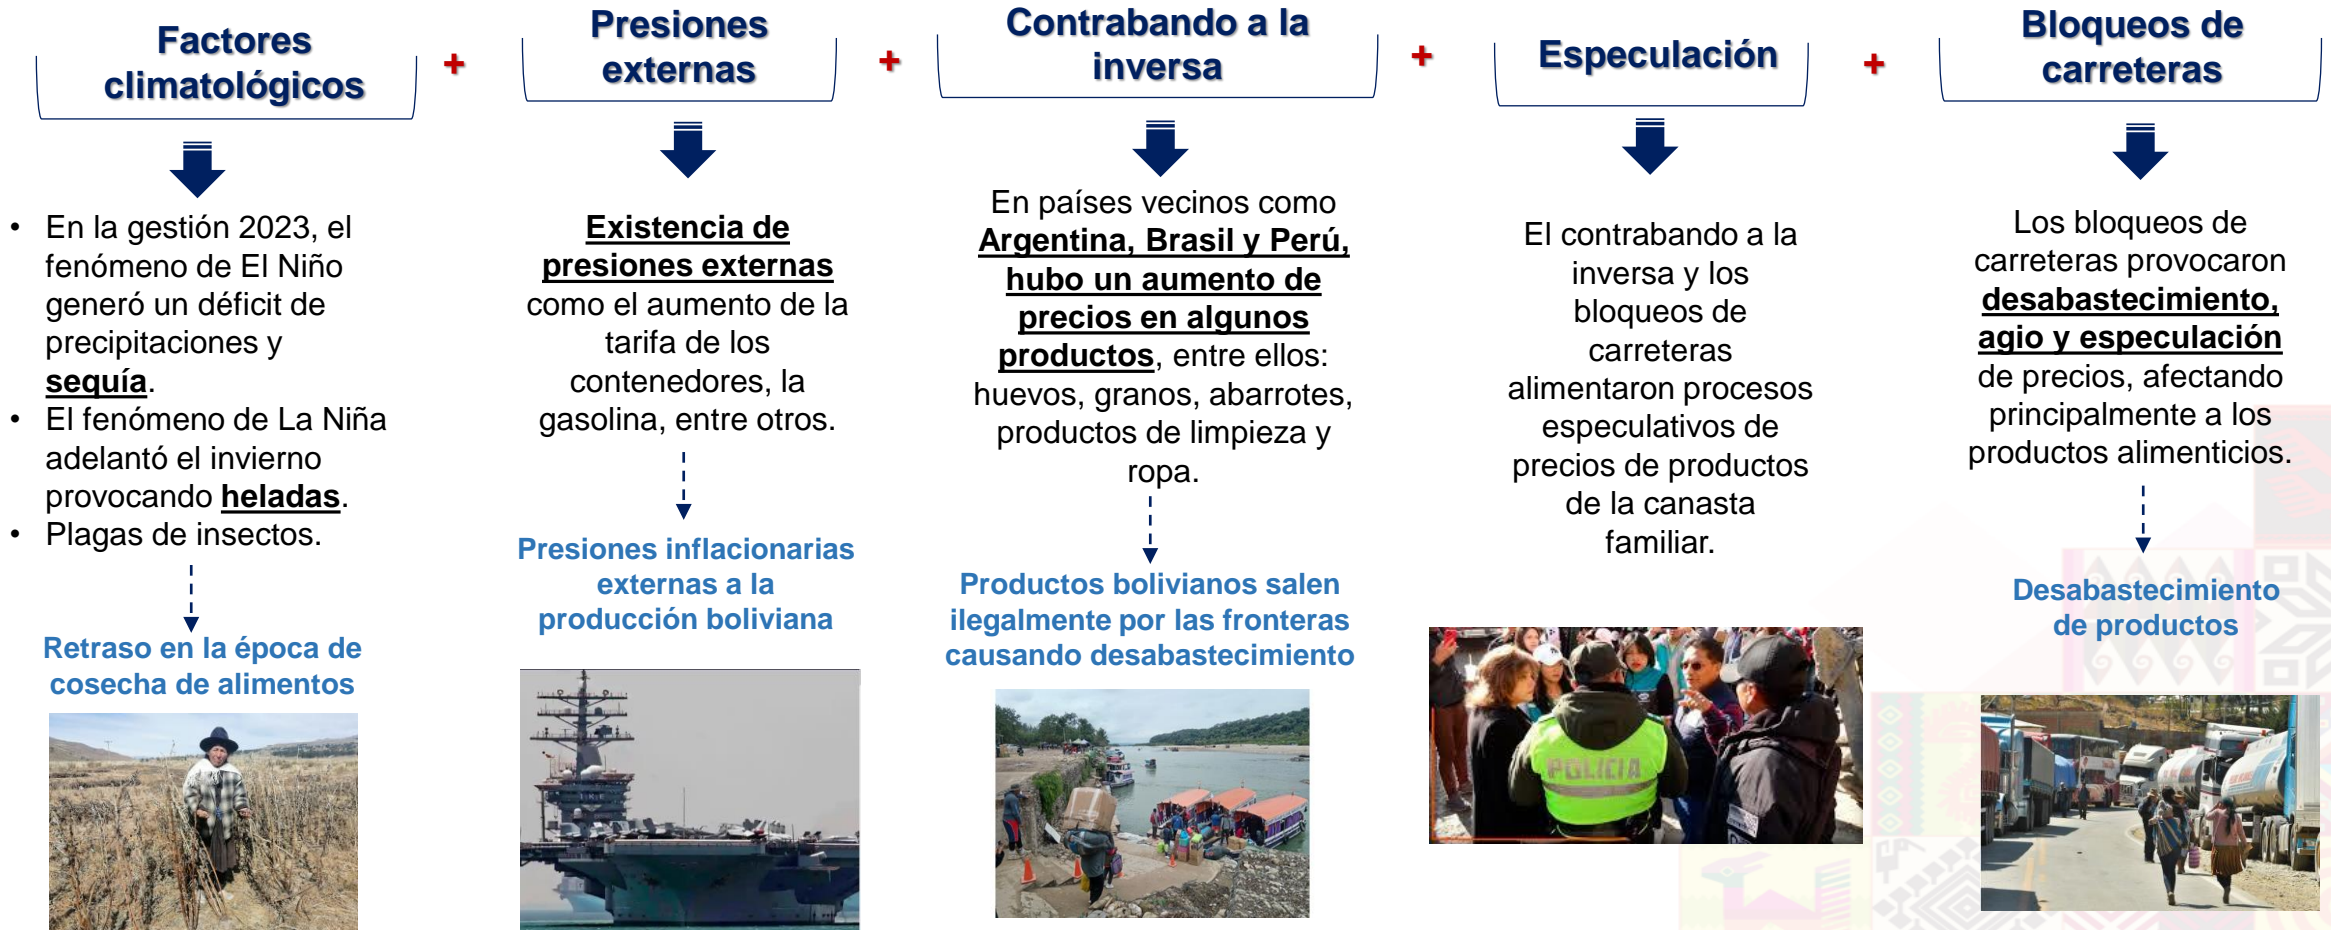 Factores
climatológicos
+
Presiones
externas
+
Contrabando a la
inversa
+
Especulación
+
Bloqueos de
carreteras
• En la gestión 2023, el
fenómeno de El Niño
generó un déficit de
precipitaciones y
sequía.
• El fenómeno de La Niña
adelantó el invierno
provocando heladas.
• Plagas de insectos.
Retraso en la época de
cosecha de alimentos
Existencia de
presiones externas
como el aumento de la
tarifa de los
contenedores, la
gasolina, entre otros.
Presiones inflacionarias
externas a la
producción boliviana
En países vecinos como
Argentina, Brasil y Perú,
hubo un aumento de
precios en algunos
productos, entre ellos:
huevos, granos, abarrotes,
productos de limpieza y
ropa.
Productos bolivianos salen
ilegalmente por las fronteras
causando desabastecimiento
El contrabando a la
inversa y los
bloqueos de
carreteras
alimentaron procesos
especulativos de
precios de productos
de la canasta
familiar.
POLICIA
Los bloqueos de
carreteras provocaron
desabastecimiento,
agio y especulación
de precios, afectando
principalmente a los
productos alimenticios.
Desabastecimiento
de productos